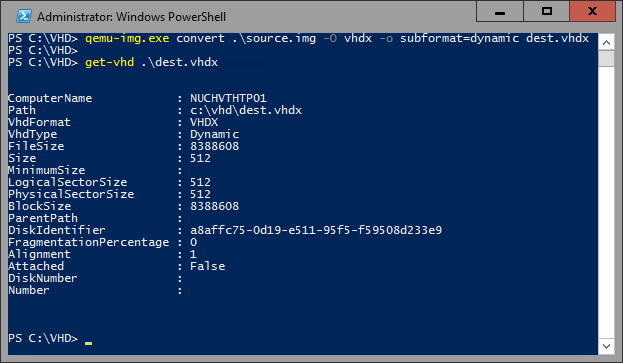 Administrator: Windows PowerShell
PS C:\VHD> qemu-img.exe convert .\source.img -O vhdx -o subformat=dynamic dest.vhdx
PS C:\VHD>
PS C:\VHD> get-vhd .\dest.vhdx
ComputerName : NUCHVTHTP01
Path : c:\vhd\dest.vhdx
VhdFormat : VHDX
VhdType : Dynamic
FileSize : 8388608
Size : 512
MinimumSize :
LogicalSectorSize : 512
PhysicalSectorSize : 512
BlockSize : 8388608
ParentPath :
DiskIdentifier : a8affc75-0d19-e511-95f5-f59508d233e9
FragmentationPercentage : 0
Alignment : 1
Attached : False
DiskNumber :
Number :
PS C:\VHD>